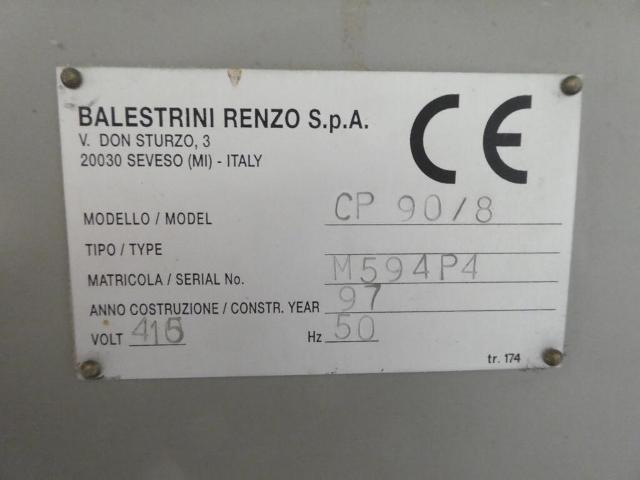 BALESTRINI RENZO S.p.A.
V. DON STURZO, 3
20030 SEVESO (MI) - ITALY
CE
MODELLO / MODEL CP 90/8
TIPO / TYPE
MATRICOLA / SERIAL No. M594P4
ANNO COSTRUZIONE / CONSTR. YEAR 97
VOLT 415 Hz 50
tr. 174